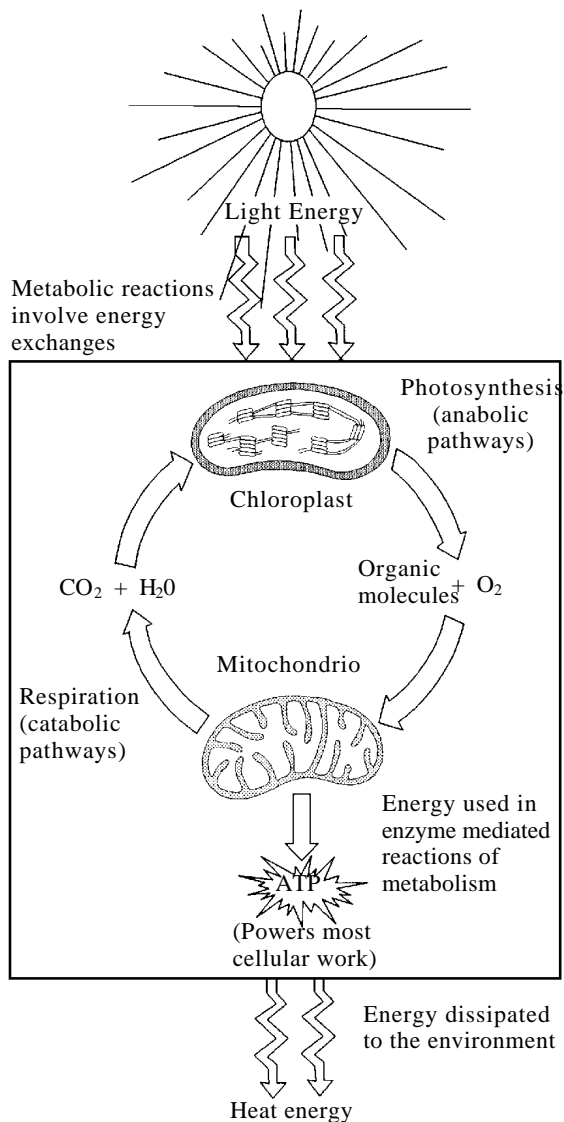 Light Energy
Metabolic reactions
involve energy
exchanges
Photosynthesis
(anabolic
pathways)
Chloroplast
CO₂ + H₂0
Organic
molecules + O₂
Mitochondrio
Respiration
(catabolic
pathways)
Energy used in
enzyme mediated
reactions of
metabolism
ATP
(Powers most
cellular work)
Energy dissipated
to the environment
Heat energy